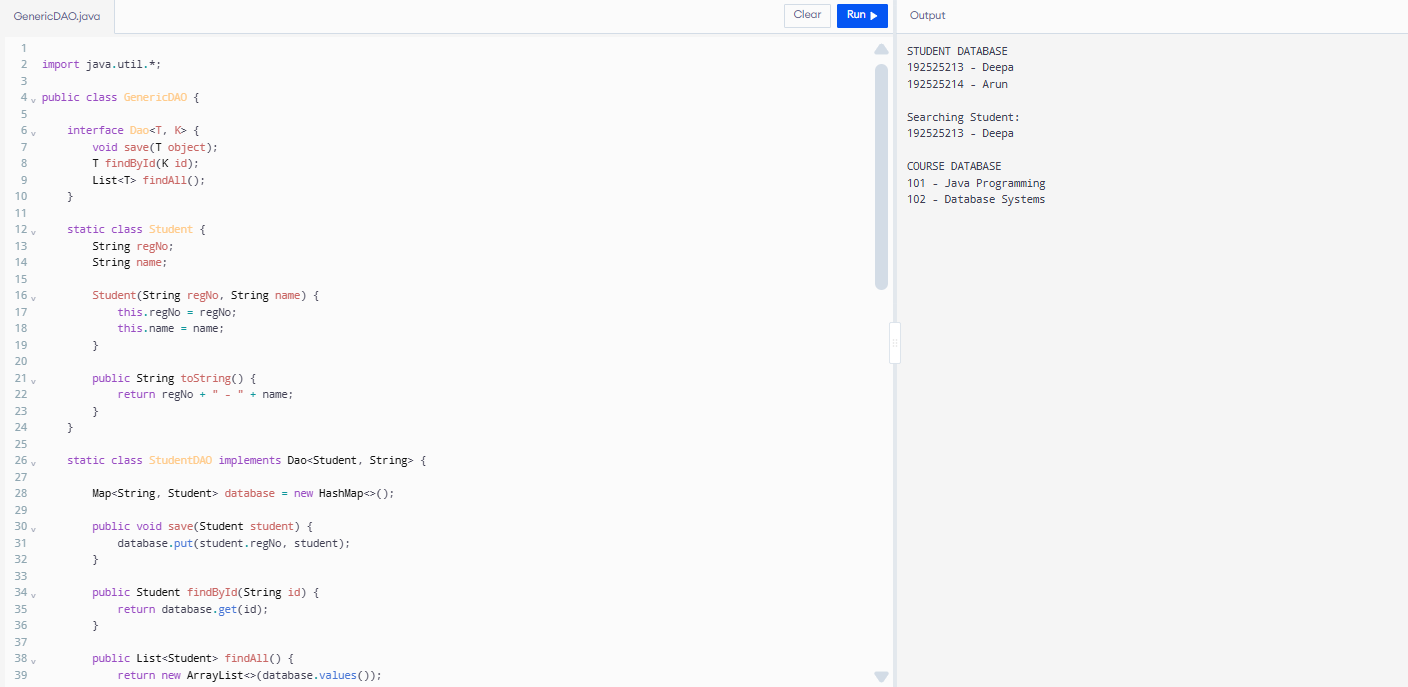 GenericDAO.java
Clear
Run
Output
1
2 import java.util.*;
3
4 public class GenericDAO {
5
6 interface Dao<T, K> {
7 void save(T object);
8 T findById(K id);
9 List<T> findAll();
10 }
11
12 static class Student {
13 String regNo;
14 String name;
15
16 Student(String regNo, String name) {
17 this.regNo = regNo;
18 this.name = name;
19 }
20
21 public String toString() {
22 return regNo + " - " + name;
23 }
24 }
25
26 static class StudentDAO implements Dao<Student, String> {
27
28 Map<String, Student> database = new HashMap<>();
29
30 public void save(Student student) {
31 database.put(student.regNo, student);
32 }
33
34 public Student findById(String id) {
35 return database.get(id);
36 }
37
38 public List<Student> findAll() {
39 return new ArrayList<>(database.values());
STUDENT DATABASE
192525213 - Deepa
192525214 - Arun
Searching Student:
192525213 - Deepa
COURSE DATABASE
101 - Java Programming
102 - Database Systems